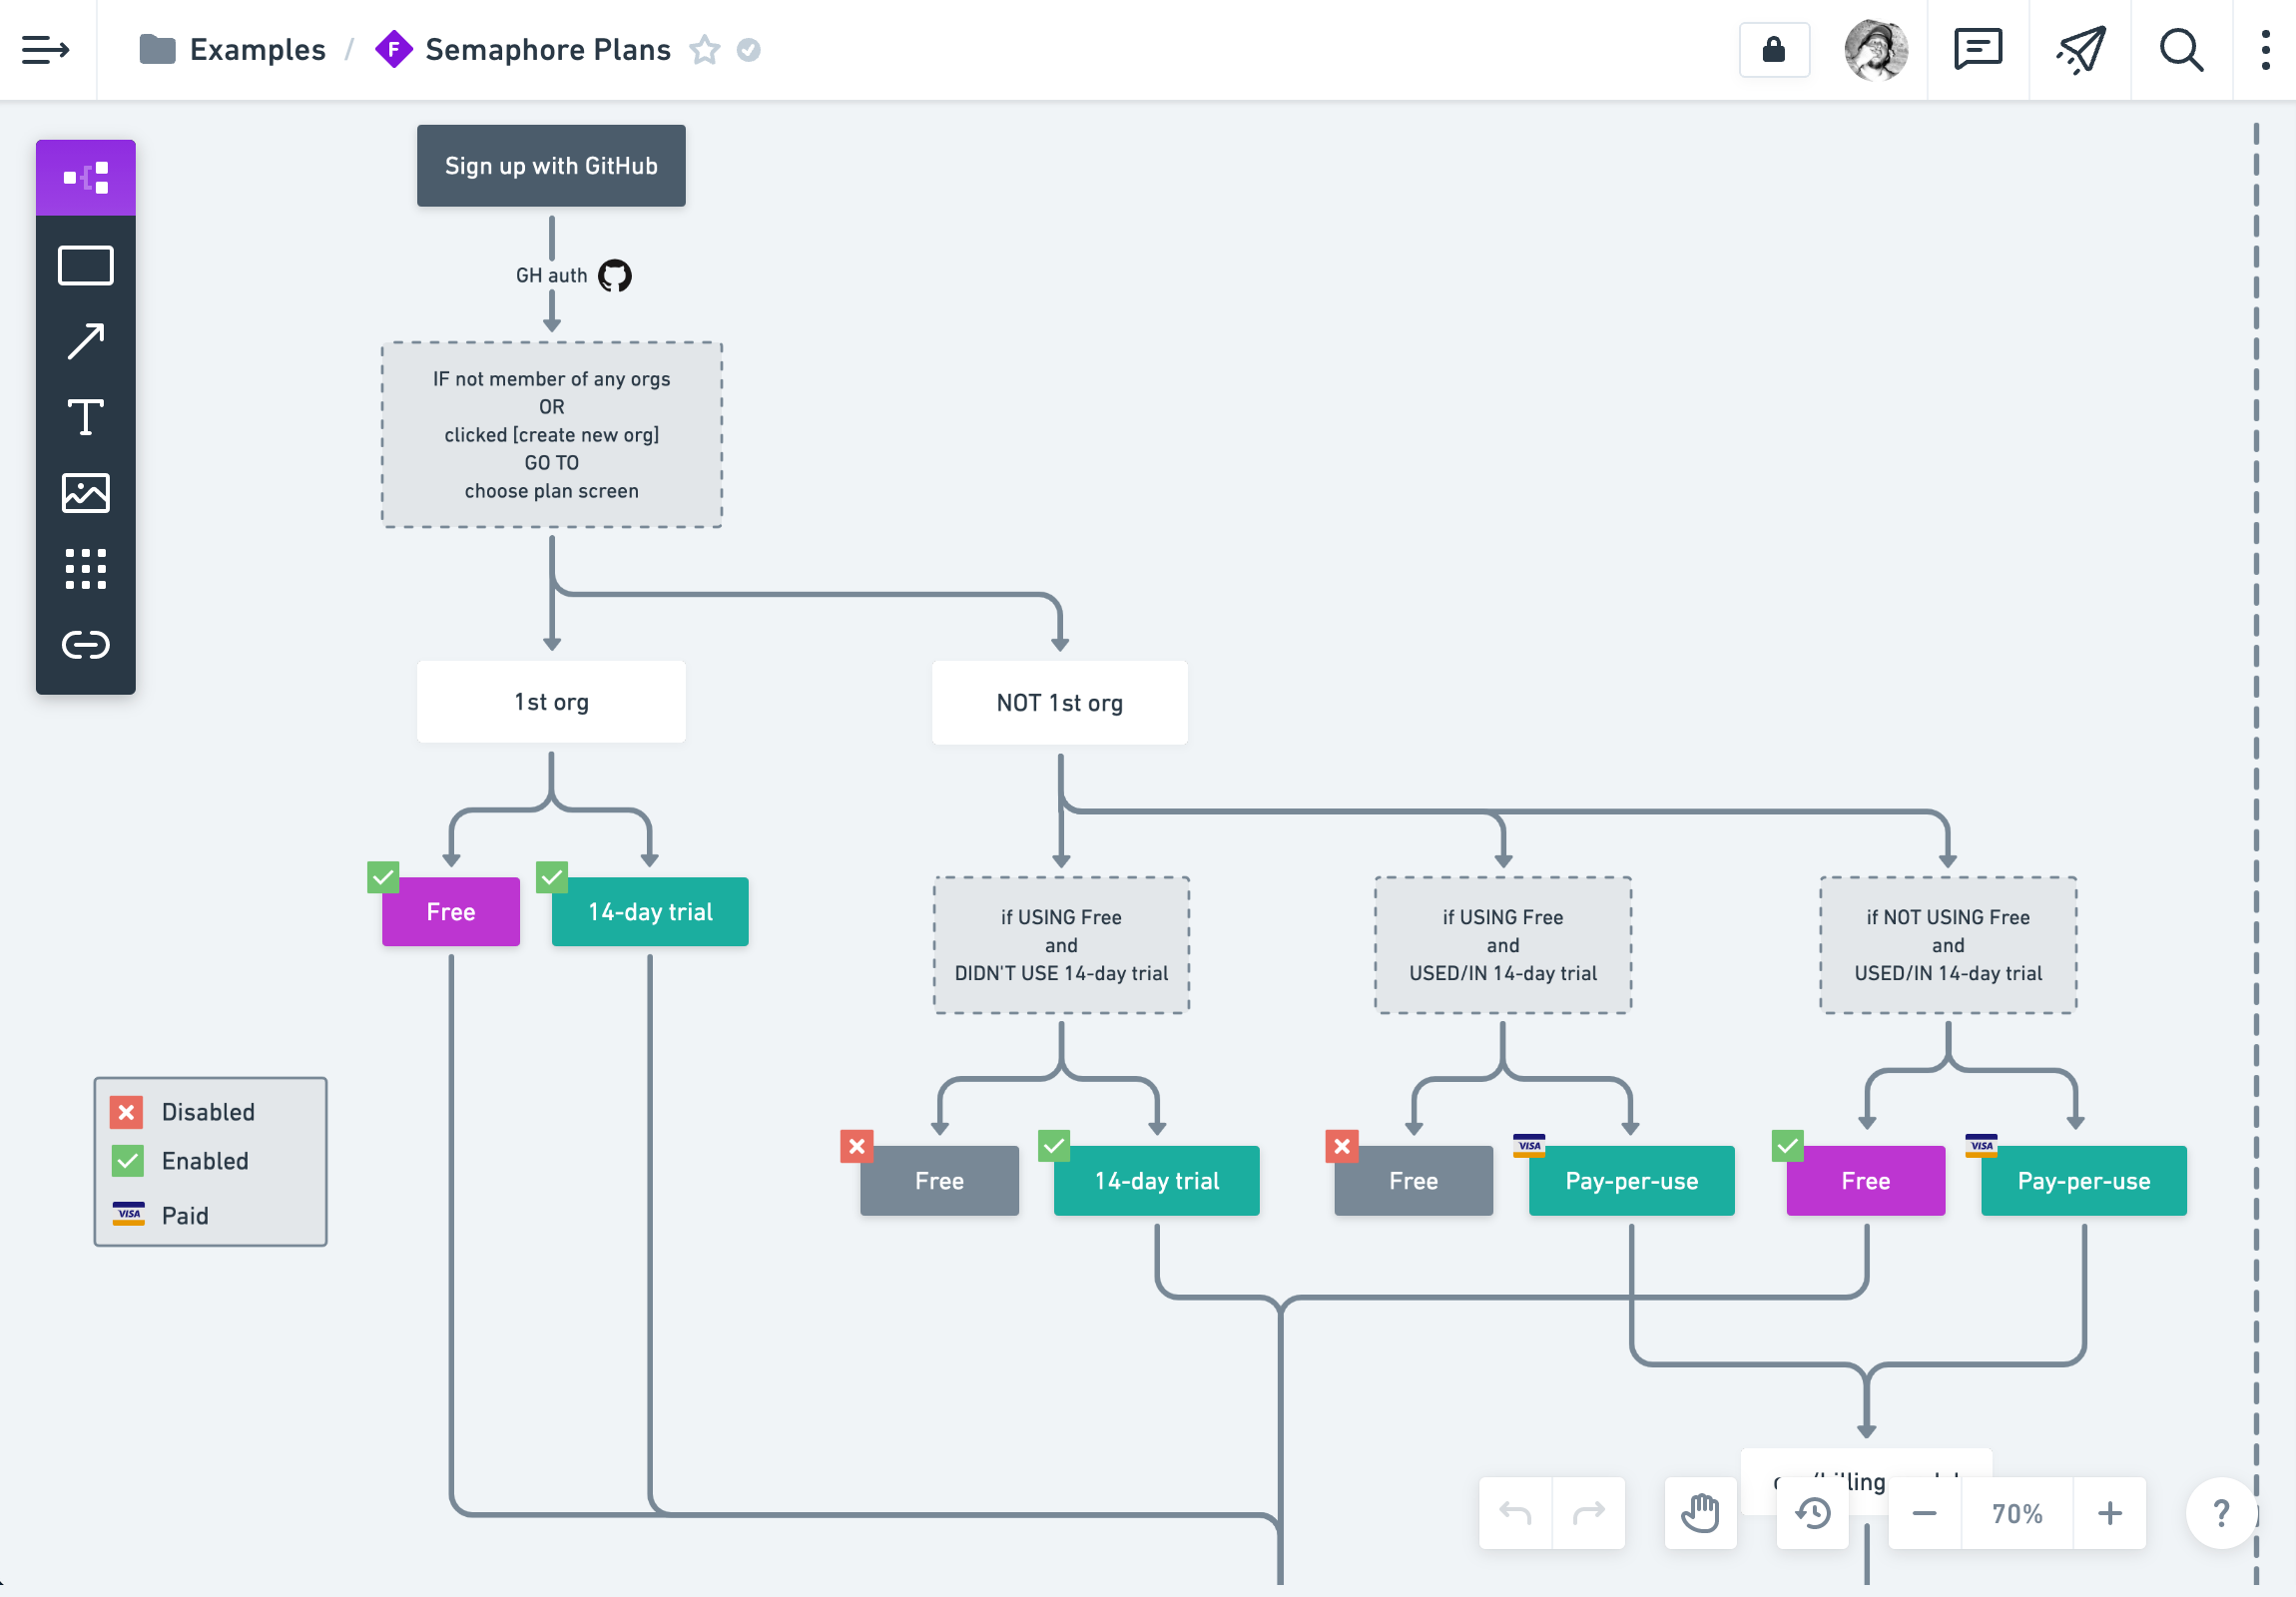 Examples / F Semaphore Plans
Sign up with GitHub
GH auth
IF not member of any orgs
OR
clicked [create new org]
GO TO
choose plan screen
1st org
NOT 1st org
Free
14-day trial
if USING Free
and
DIDN'T USE 14-day trial
if USING Free
and
USED/IN 14-day trial
if NOT USING Free
and
USED/IN 14-day trial
Disabled
Enabled
VISA Paid
Free
14-day trial
Free
VISA
Pay-per-use
Free
VISA
Pay-per-use
70%
?